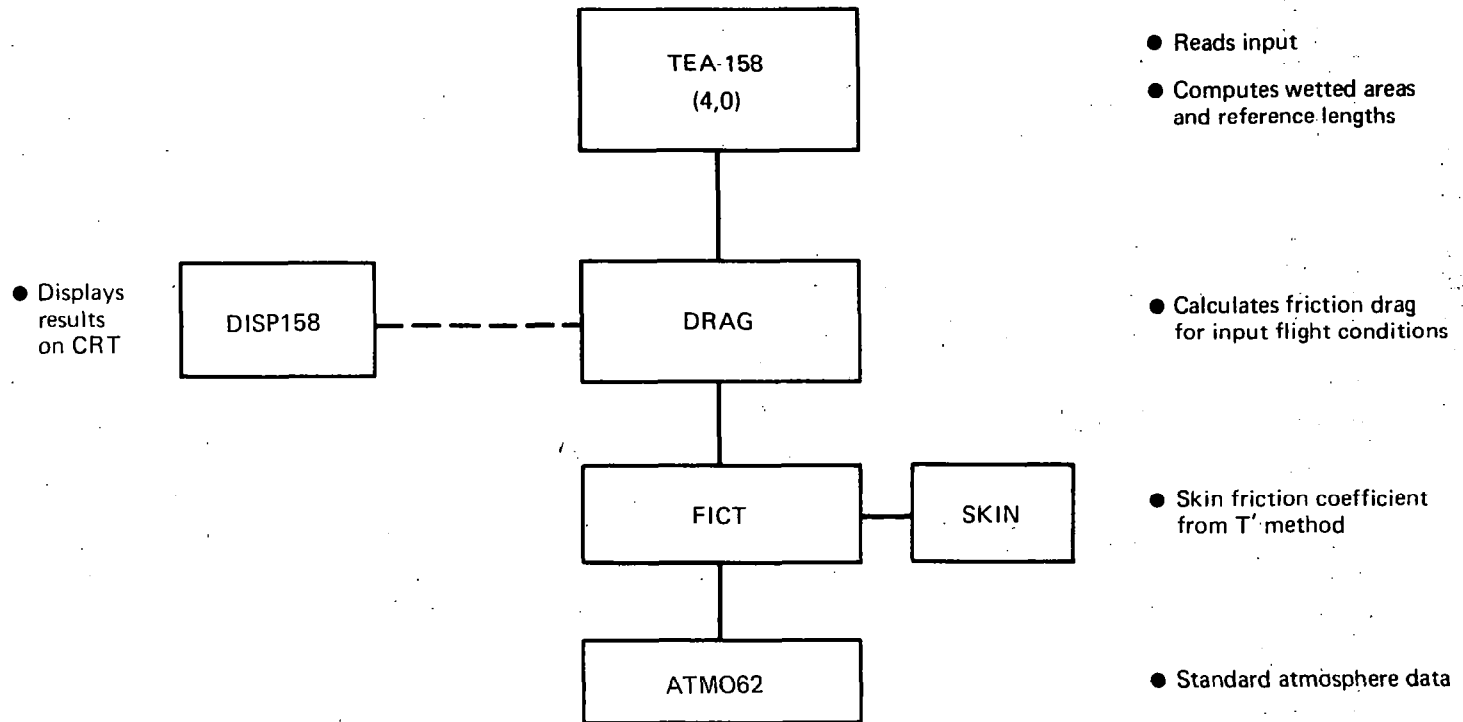 TEA-158
(4,0)
● Reads input
● Computes wetted areas
and reference lengths
● Displays
results
on CRT
DISP158
DRAG
● Calculates friction drag
for input flight conditions
FICT
SKIN
● Skin friction coefficient
from T′ method
ATMO62
● Standard atmosphere data